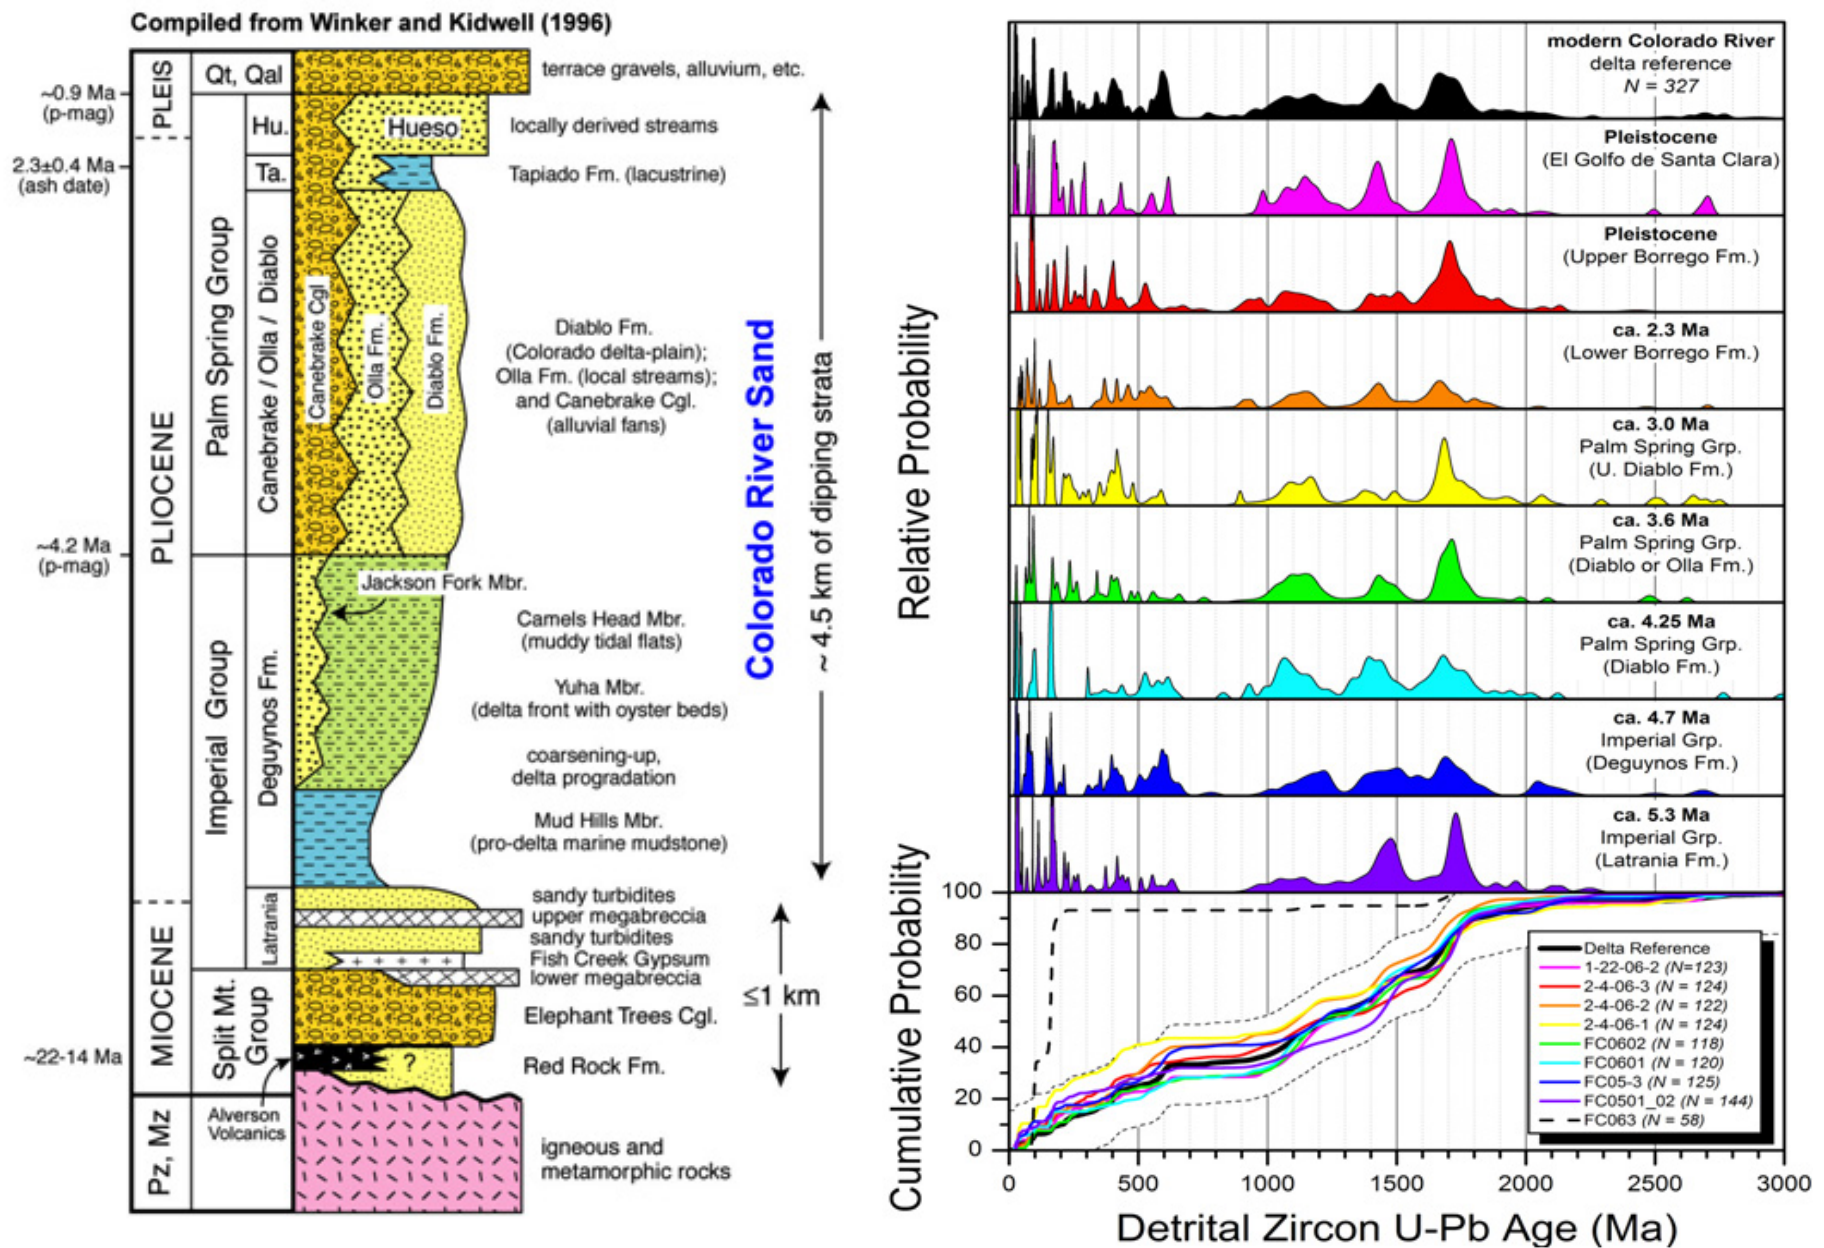 Compiled from Winker and Kidwell (1996)
PLEIS
PLIOCENE
MIOCENE
Pz, Mz
~0.9 Ma
(p-mag)
2.3±0.4 Ma
(ash date)
~4.2 Ma
(p-mag)
~22-14 Ma
Qt, Qal
Palm Spring Group
Imperial Group
Split Mt.
Group
Hu.
Ta.
Canebrake / Olla / Diablo
Deguynos Fm.
Latrania
Alverson
Volcanics
Hueso
Canebrake Cgl
Olla Fm.
Diablo Fm.
Jackson Fork Mbr.
?
terrace gravels, alluvium, etc.
locally derived streams
Tapiado Fm. (lacustrine)
Diablo Fm.
(Colorado delta-plain);
Olla Fm. (local streams);
and Canebrake Cgl.
(alluvial fans)
Camels Head Mbr.
(muddy tidal flats)
Yuha Mbr.
(delta front with oyster beds)
coarsening-up,
delta progradation
Mud Hills Mbr.
(pro-delta marine mudstone)
sandy turbidites
upper megabreccia
sandy turbidites
Fish Creek Gypsum
lower megabreccia
Elephant Trees Cgl.
Red Rock Fm.
igneous and
metamorphic rocks
Colorado River Sand
~ 4.5 km of dipping strata
≤1 km
Relative Probability
modern Colorado River
delta reference
N = 327
Pleistocene
(El Golfo de Santa Clara)
Pleistocene
(Upper Borrego Fm.)
ca. 2.3 Ma
(Lower Borrego Fm.)
ca. 3.0 Ma
Palm Spring Grp.
(U. Diablo Fm.)
ca. 3.6 Ma
Palm Spring Grp.
(Diablo or Olla Fm.)
ca. 4.25 Ma
Palm Spring Grp.
(Diablo Fm.)
ca. 4.7 Ma
Imperial Grp.
(Deguynos Fm.)
ca. 5.3 Ma
Imperial Grp.
(Latrania Fm.)
Cumulative Probability
100
80
60
40
20
0
Delta Reference
1-22-06-2 (N=123)
2-4-06-3 (N = 124)
2-4-06-2 (N = 122)
2-4-06-1 (N = 124)
FC0602 (N = 118)
FC0601 (N = 120)
FC05-3 (N = 125)
FC0501_02 (N = 144)
FC063 (N = 58)
0 500 1000 1500 2000 2500 3000
Detrital Zircon U-Pb Age (Ma)